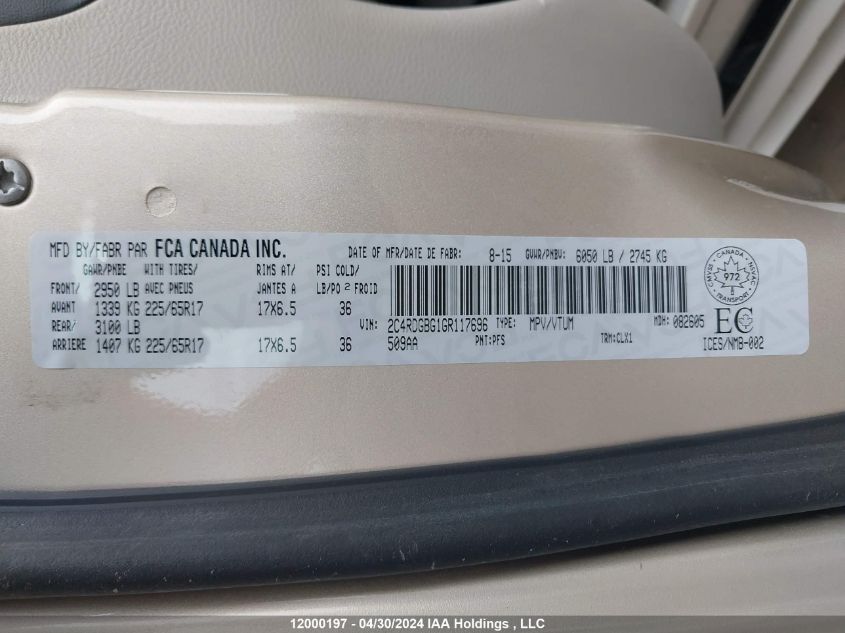 MFD BY/FABR PAR FCA CANADA INC. DATE OF MFR/DATE DE FABR: 8-15 GVWR/PNBV: 6050 LB / 2745 KG
GAWR/PNBE WITH TIRES/ RIMS AT/ PSI COLD/
FRONT/ 2950 LB AVEC PNEUS JANTES A LB/PO 2 FROID
AVANT 1339 KG 225/65R17 17X6.5 36
REAR/ 3100 LB VIN: 2C4RDGBG1GR117696 TYPE: MPV/VTUM MDH: 082605
ARRIERE 1407 KG 225/65R17 17X6.5 36 509AA PNT:PFS TRM:CLX1
CANADA
CMVSS 972 NSVAC
TRANSPORT
EC
ICES/NMB-002
12000197 - 04/30/2024 IAA Holdings , LLC